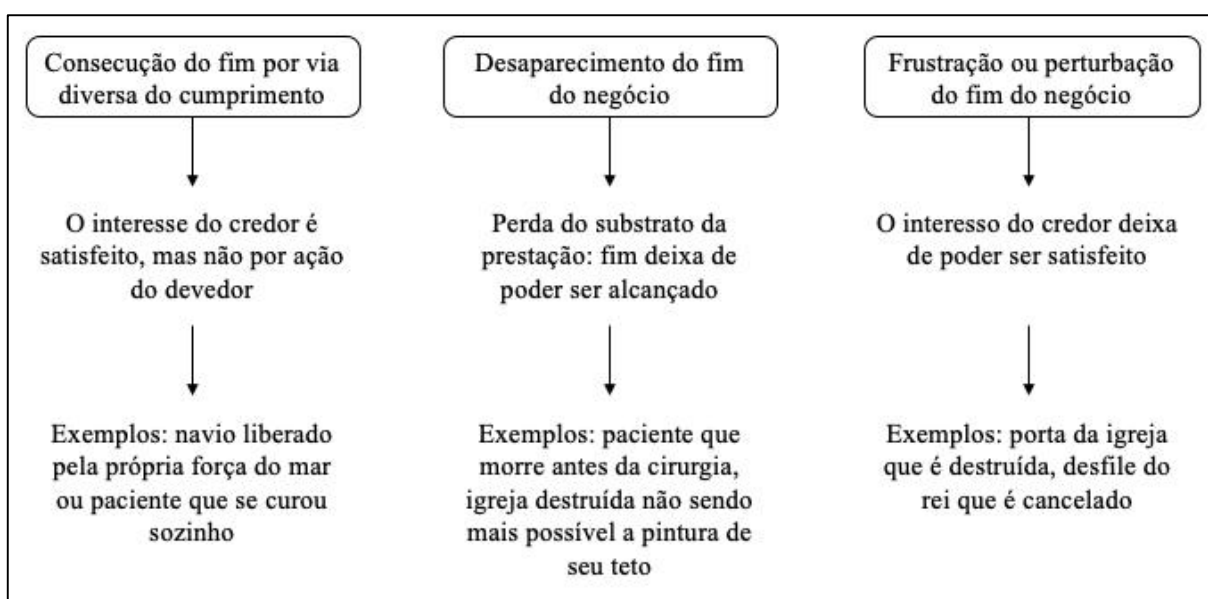 Consecução do fim por via
diversa do cumprimento
O interesse do credor é
satisfeito, mas não por ação
do devedor
Exemplos: navio liberado
pela própria força do mar
ou paciente que se curou
sozinho
Desaparecimento do fim
do negócio
Perda do substrato da
prestação: fim deixa de
poder ser alcançado
Exemplos: paciente que
morre antes da cirurgia,
igreja destruída não sendo
mais possível a pintura de
seu teto
Frustração ou perturbação
do fim do negócio
O interesso do credor deixa
de poder ser satisfeito
Exemplos: porta da igreja
que é destruída, desfile do
rei que é cancelado